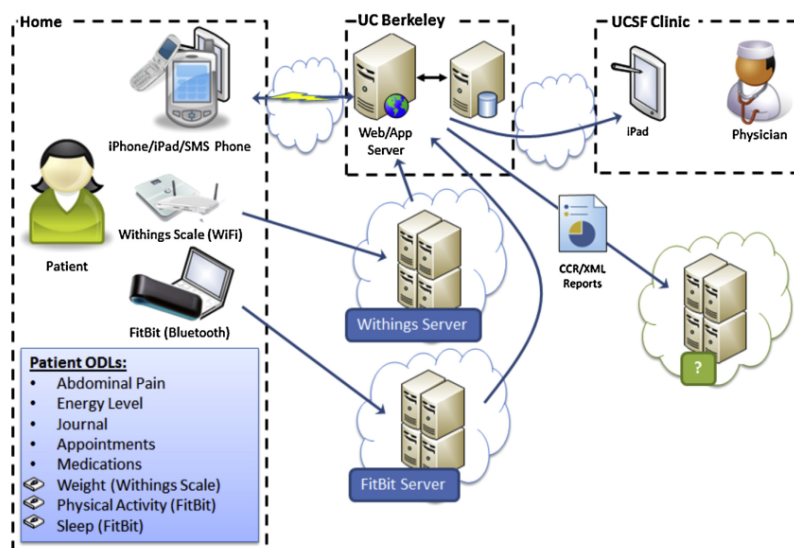 Home
UC Berkeley
UCSF Clinic
iPhone/iPad/SMS Phone
Web/App
Server
iPad
Physician
Withings Scale (WiFi)
Patient
CCR/XML
Reports
FitBit (Bluetooth)
Withings Server
?
Patient ODLs:
• Abdominal Pain
• Energy Level
• Journal
• Appointments
• Medications
Weight (Withings Scale)
Physical Activity (FitBit)
Sleep (FitBit)
FitBit Server